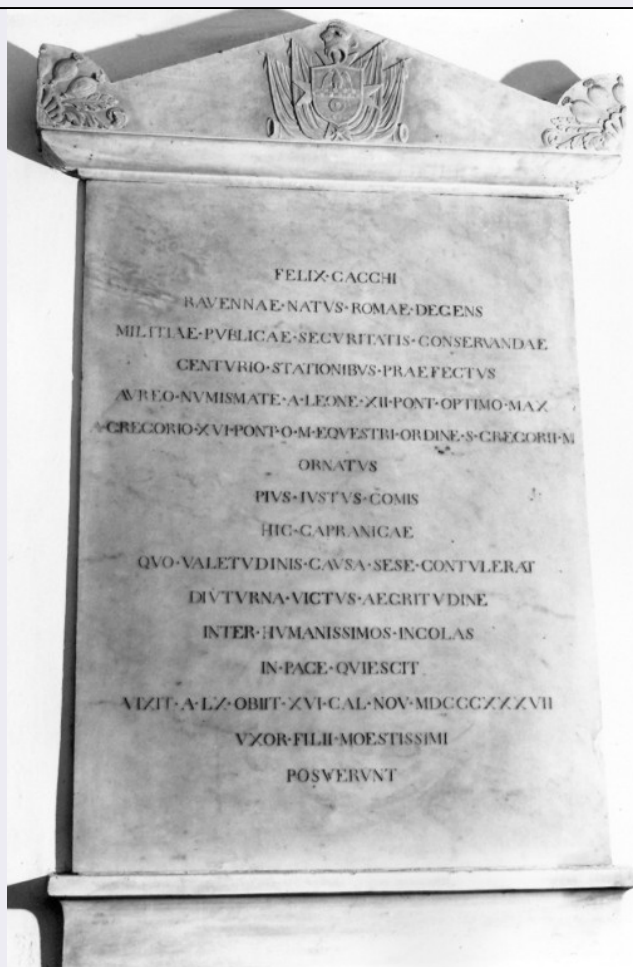 FELIX·CACCHI
RAVENNAE·NATVS·ROMAE·DEGENS
MILITIAE·PVBLICAE·SECVRITATIS·CONSERVANDAE
CENTVRIO·STATIONIBVS·PRAEFECTVS
AVREO·NVMISMATE·A·LEONE·XII·PONT·OPTIMO·MAX
A·GREGORIO·XVI·PONT·O·M·EQVESTRI·ORDINE·S·GREGORII·M
ORNATVS
PIVS·IVSTVS·COMIS
HIC·CAPRANICAE
QVO·VALETVDINIS·CAVSA·SESE·CONTVLERAT
DIVTVRNA·VICTVS·AEGRITVDINE
INTER·HVMANISSIMOS·INCOLAS
IN·PACE·QVIESCIT
VIXIT·A·LX·OBIIT·XVI·CAL·NOV·MDCCCXXXVII
VXOR·FILII·MOESTISSIMI
POSVERVNT